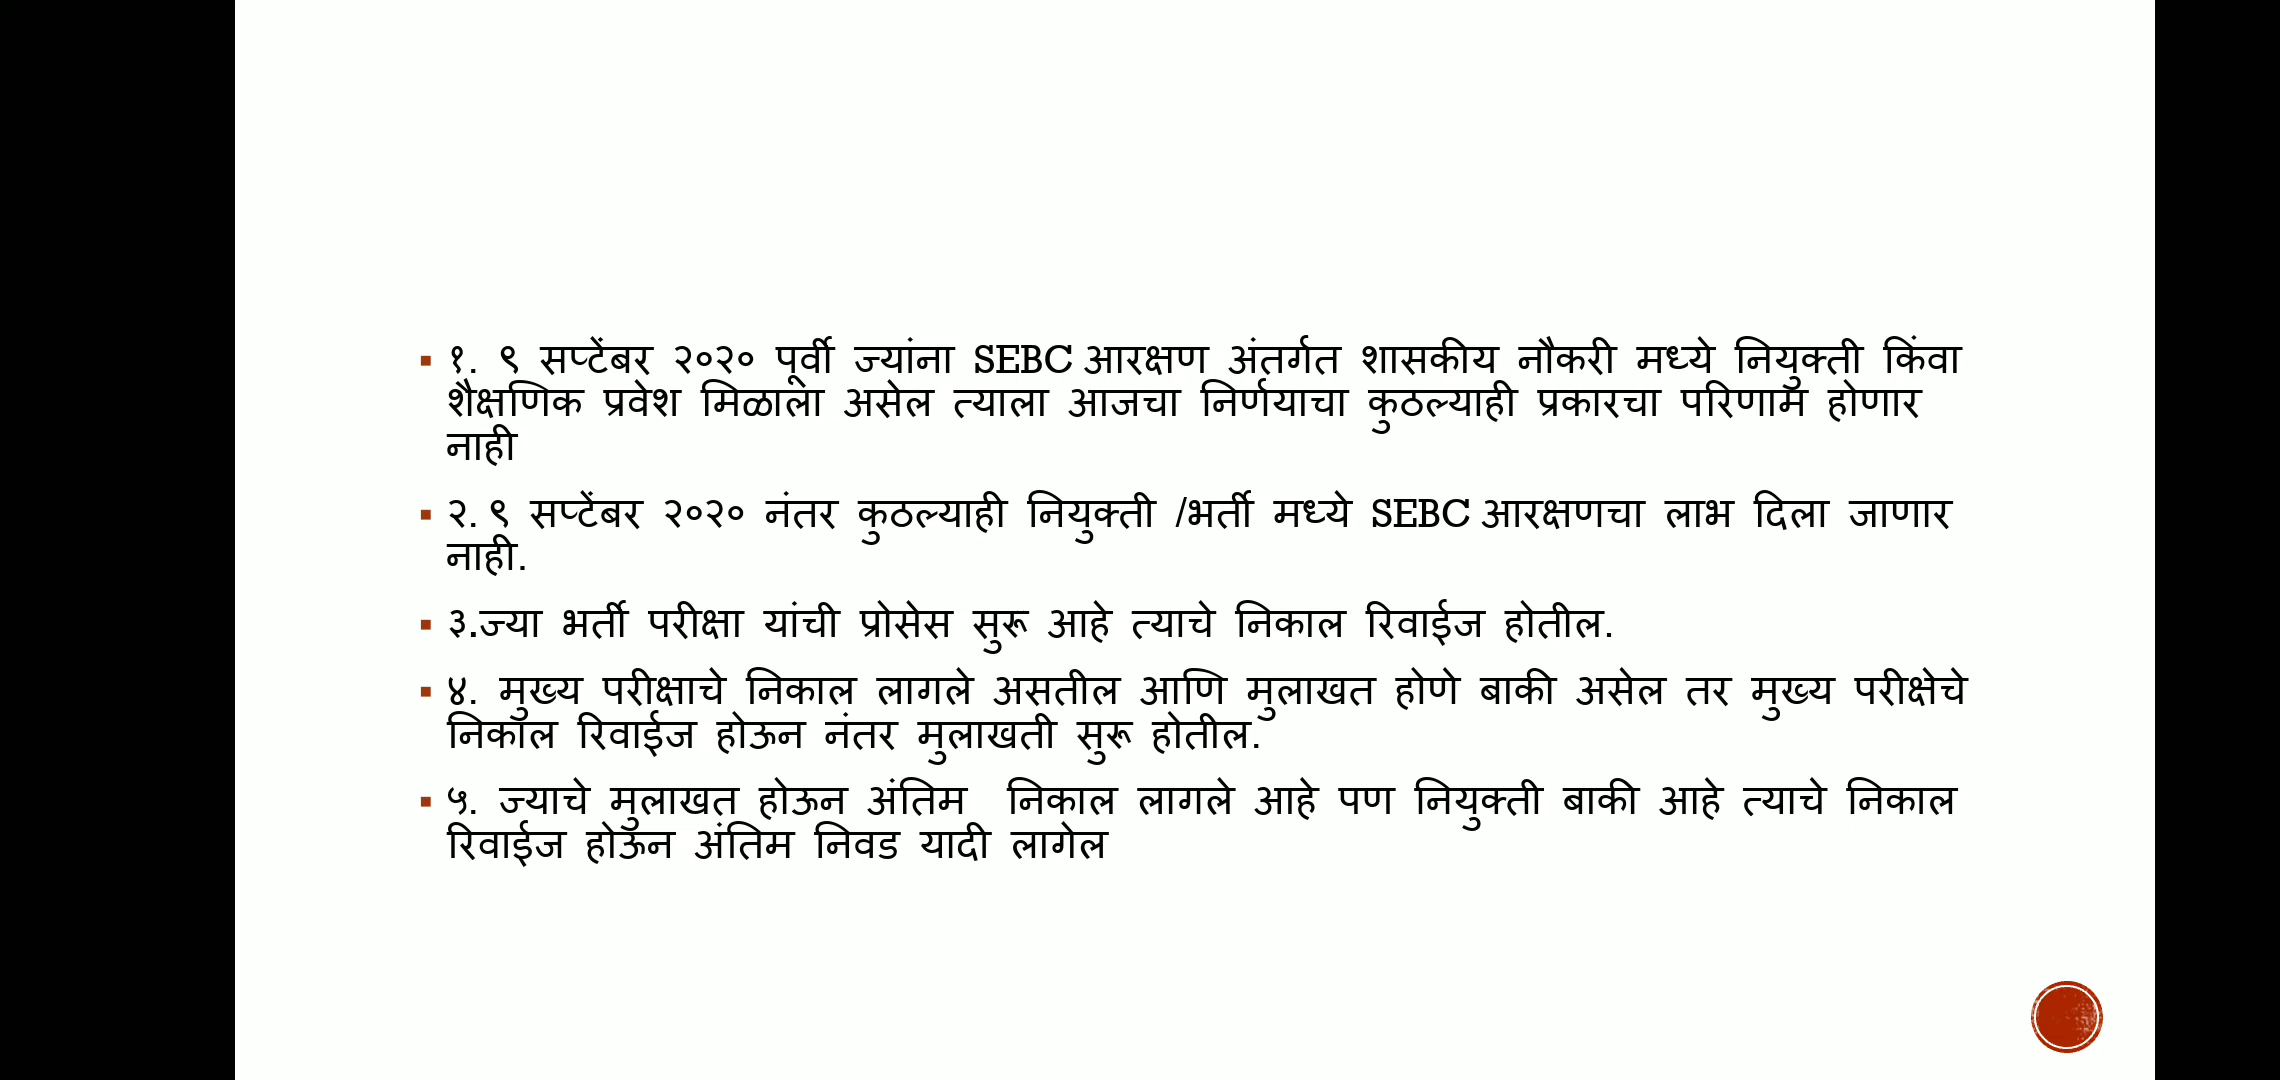 १. ९ सप्टेंबर २०२० पूर्वी ज्यांना SEBC आरक्षण अंतर्गत शासकीय नौकरी मध्ये नियुक्ती किंवा
शैक्षणिक प्रवेश मिळाला असेल त्याला आजचा निर्णयाचा कुठल्याही प्रकारचा परिणाम होणार
नाही
२. ९ सप्टेंबर २०२० नंतर कुठल्याही नियुक्ती /भर्ती मध्ये SEBC आरक्षणचा लाभ दिला जाणार
नाही.
३.ज्या भर्ती परीक्षा यांची प्रोसेस सुरू आहे त्याचे निकाल रिवाईज होतील.
४. मुख्य परीक्षाचे निकाल लागले असतील आणि मुलाखत होणे बाकी असेल तर मुख्य परीक्षेचे
निकाल रिवाईज होऊन नंतर मुलाखती सुरू होतील.
५. ज्याचे मुलाखत होऊन अंतिम निकाल लागले आहे पण नियुक्ती बाकी आहे त्याचे निकाल
रिवाईज होऊन अंतिम निवड यादी लागेल